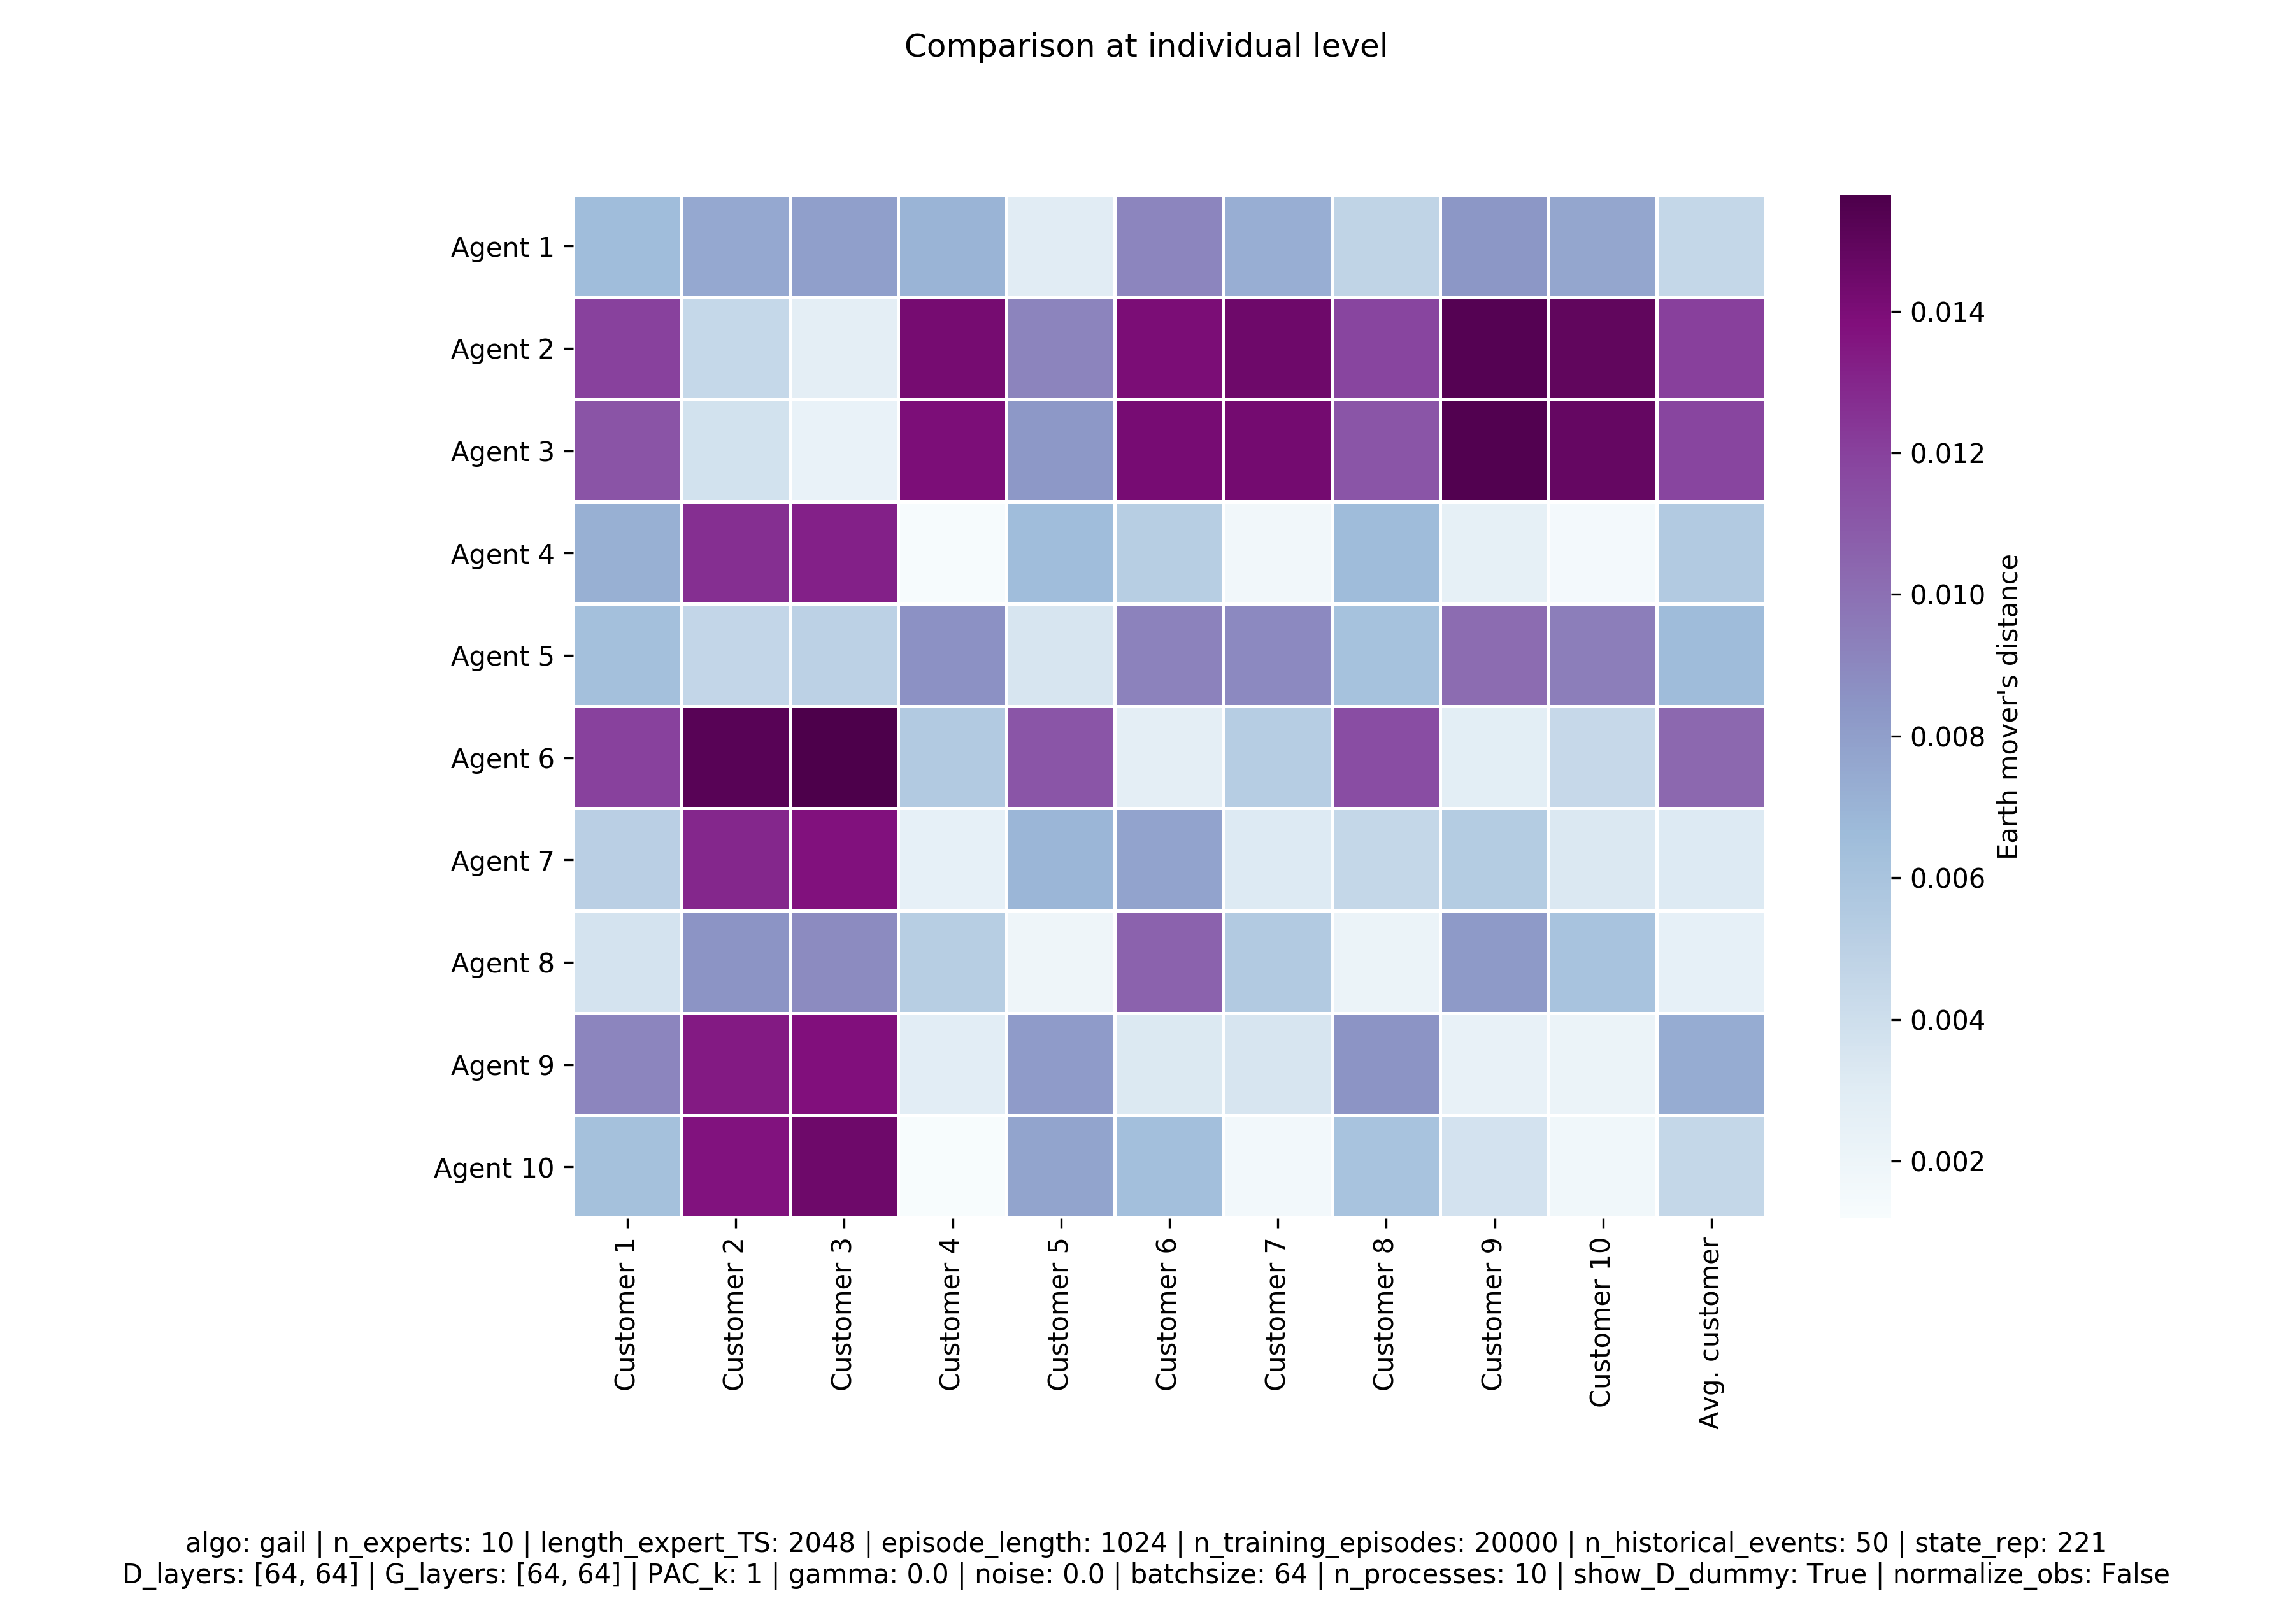 Comparison at individual level
Agent 1
Agent 2
Agent 3
Agent 4
Agent 5
Agent 6
Agent 7
Agent 8
Agent 9
Agent 10
Customer 1
Customer 2
Customer 3
Customer 4
Customer 5
Customer 6
Customer 7
Customer 8
Customer 9
Customer 10
Avg. customer
0.014
0.012
0.010
0.008
0.006
0.004
0.002
Earth mover's distance
algo: gail | n_experts: 10 | length_expert_TS: 2048 | episode_length: 1024 | n_training_episodes: 20000 | n_historical_events: 50 | state_rep: 221
D_layers: [64, 64] | G_layers: [64, 64] | PAC_k: 1 | gamma: 0.0 | noise: 0.0 | batchsize: 64 | n_processes: 10 | show_D_dummy: True | normalize_obs: False